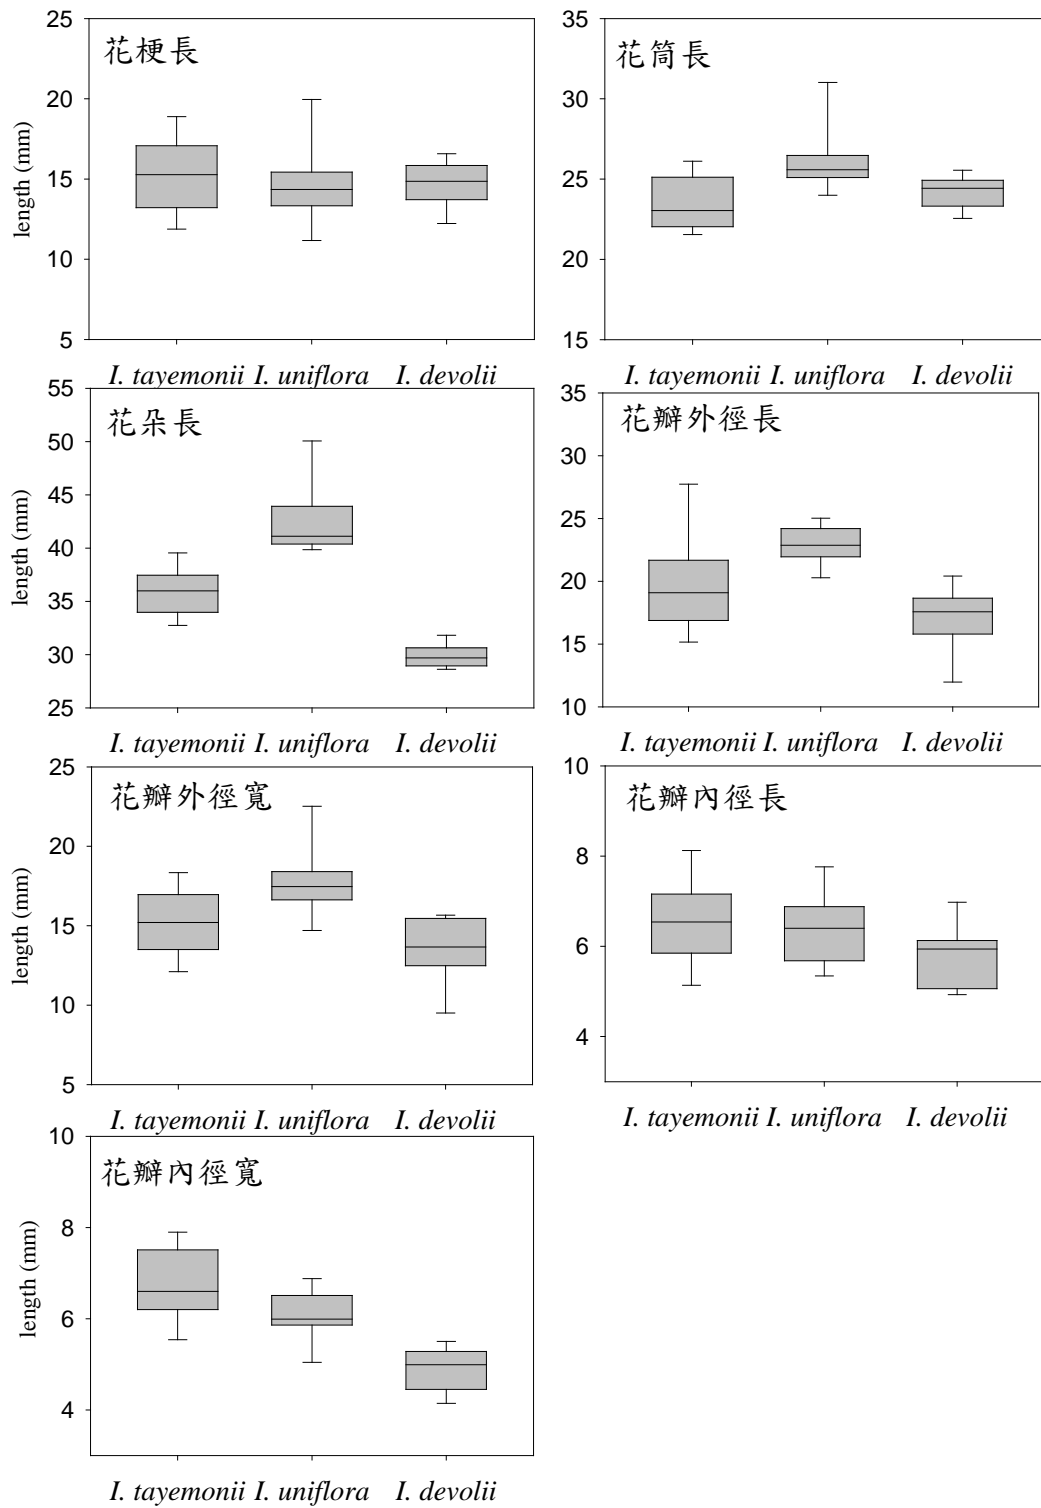 花梗長
25
20
15
10
5
length (mm)
I. tayemonii I. uniflora I. devolii
花筒長
35
30
25
20
15
I. tayemonii I. uniflora I. devolii
花朵長
55
50
45
40
35
30
25
length (mm)
I. tayemonii I. uniflora I. devolii
花瓣外徑長
35
30
25
20
15
10
I. tayemonii I. uniflora I. devolii
花瓣外徑寬
25
20
15
10
5
length (mm)
I. tayemonii I. uniflora I. devolii
花瓣內徑長
10
8
6
4
I. tayemonii I. uniflora I. devolii
花瓣內徑寬
10
8
6
4
length (mm)
I. tayemonii I. uniflora I. devolii